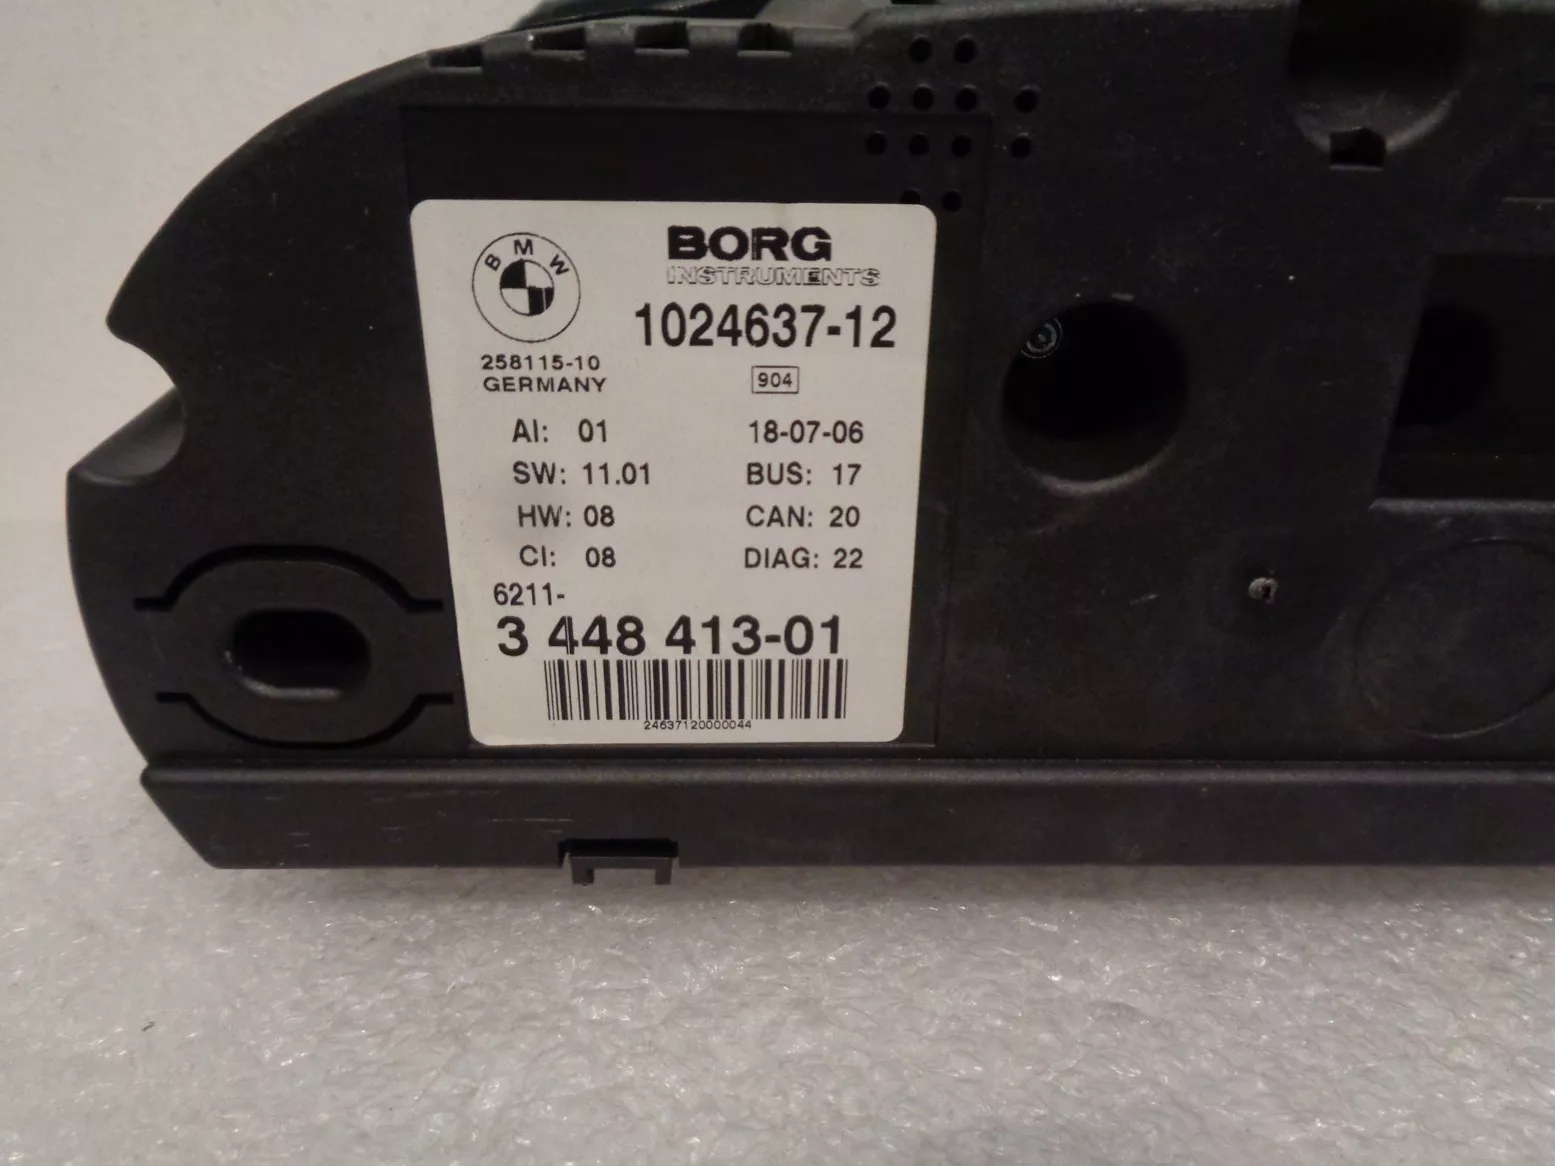 BMW
BORG
INSTRUMENTS
1024637-12
258115-10
GERMANY
904
AI: 01 18-07-06
SW: 11.01 BUS: 17
HW: 08 CAN: 20
CI: 08 DIAG: 22
6211-
3 448 413-01
24637120000044